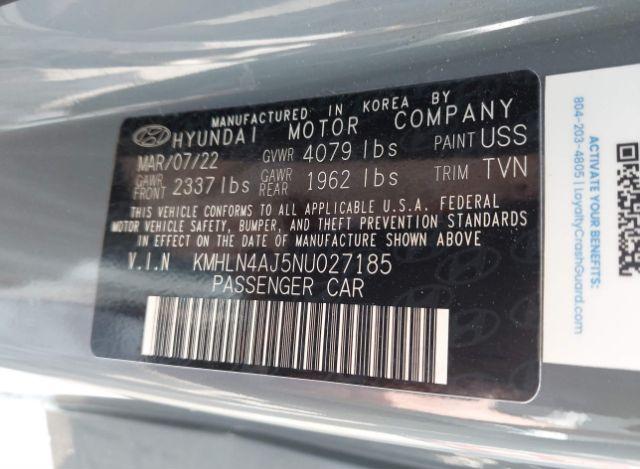 MANUFACTURED IN KOREA BY
HYUNDAI MOTOR COMPANY
MAR/07/22 GVWR 4079 lbs PAINT USS
GAWR FRONT 2337 lbs GAWR REAR 1962 lbs TRIM TVN
THIS VEHICLE CONFORMS TO ALL APPLICABLE U.S.A. FEDERAL
MOTOR VEHICLE SAFETY, BUMPER, AND THEFT PREVENTION STANDARDS
IN EFFECT ON THE DATE OF MANUFACTURE SHOWN ABOVE
V.I.N KMHLN4AJ5NU027185
PASSENGER CAR
804-203-4805 | LoyaltyCrashGuard.com